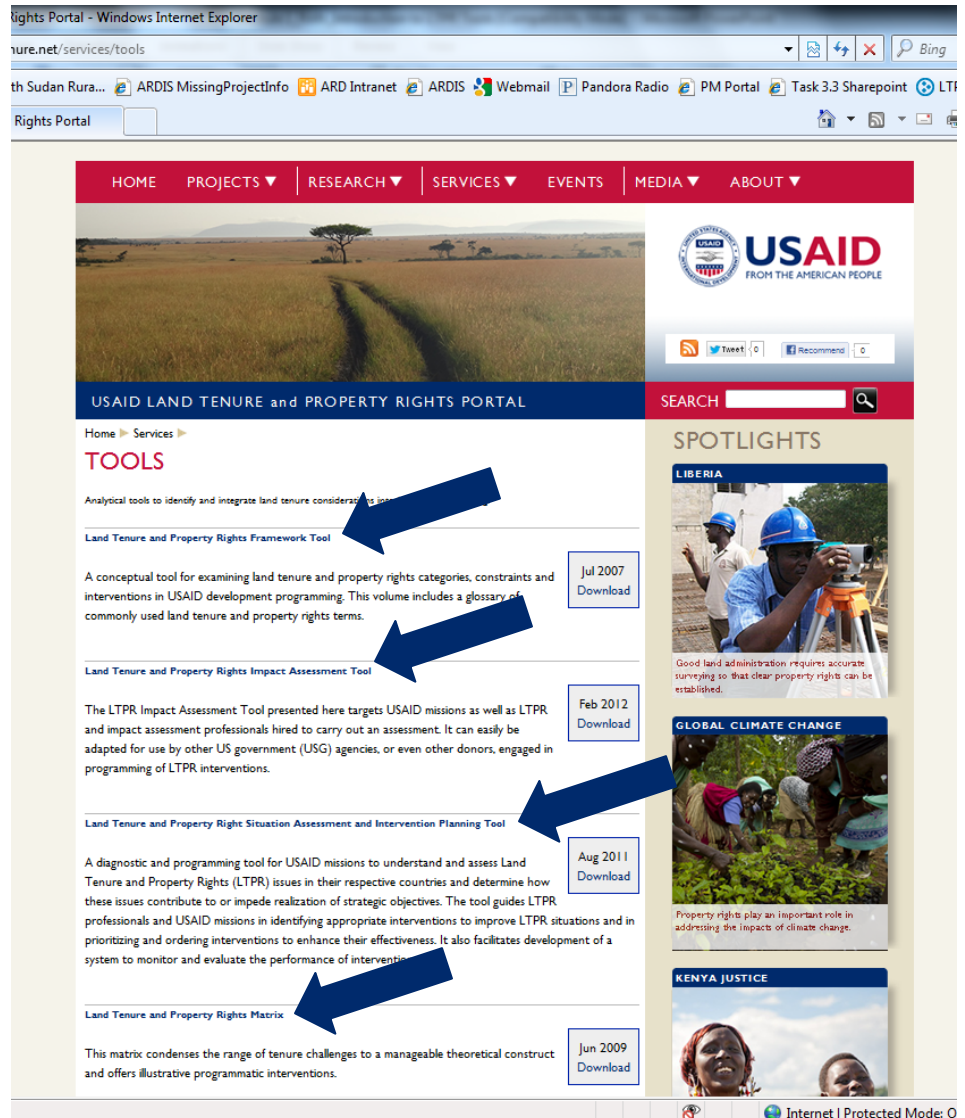 Rights Portal - Windows Internet Explorer
nure.net/services/tools
Bing
th Sudan Rura... ARDIS MissingProjectInfo ARD Intranet ARDIS Webmail Pandora Radio PM Portal Task 3.3 Sharepoint LTP
Rights Portal
HOME PROJECTS▼ RESEARCH▼ SERVICES▼ EVENTS MEDIA▼ ABOUT▼
USAID
USAID
FROM THE AMERICAN PEOPLE
Tweet 0 Recommend 0
USAID LAND TENURE and PROPERTY RIGHTS PORTAL
SEARCH
Home ▶ Services ▶
TOOLS
Analytical tools to identify and integrate land tenure considerations
Land Tenure and Property Rights Framework Tool
A conceptual tool for examining land tenure and property rights categories, constraints and
interventions in USAID development programming. This volume includes a glossary of
commonly used land tenure and property rights terms.
Jul 2007
Download
Land Tenure and Property Rights Impact Assessment Tool
The LTPR Impact Assessment Tool presented here targets USAID missions as well as LTPR
and impact assessment professionals hired to carry out an assessment. It can easily be
adapted for use by other US government (USG) agencies, or even other donors, engaged in
programming of LTPR interventions.
Feb 2012
Download
Land Tenure and Property Right Situation Assessment and Intervention Planning Tool
A diagnostic and programming tool for USAID missions to understand and assess Land
Tenure and Property Rights (LTPR) issues in their respective countries and determine how
these issues contribute to or impede realization of strategic objectives. The tool guides LTPR
professionals and USAID missions in identifying appropriate interventions to improve LTPR situations and in
prioritizing and ordering interventions to enhance their effectiveness. It also facilitates development of a
system to monitor and evaluate the performance of interventio
Aug 2011
Download
Land Tenure and Property Rights Matrix
This matrix condenses the range of tenure challenges to a manageable theoretical construct
and offers illustrative programmatic interventions.
Jun 2009
Download
SPOTLIGHTS
LIBERIA
Good land administration requires accurate
surveying so that clear property rights can be
established.
GLOBAL CLIMATE CHANGE
Property rights play an important role in
addressing the impacts of climate change.
KENYA JUSTICE
Internet | Protected Mode: O